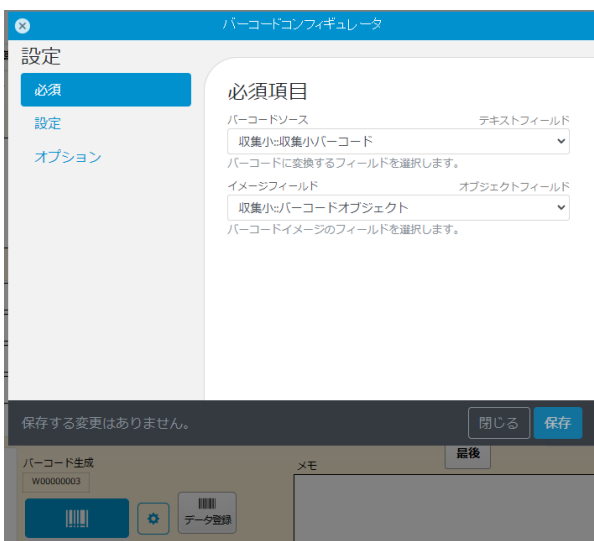 バーコードコンフィギュレータ
設定
必須
設定
オプション
必須項目
バーコードソース
テキストフィールド
収集小::収集小バーコード
バーコードに変換するフィールドを選択します。
イメージフィールド
オブジェクトフィールド
収集小::バーコードオブジェクト
バーコードイメージのフィールドを選択します。
保存する変更はありません。
閉じる
保存
最後
バーコード生成
メモ
W00000003
データ登録